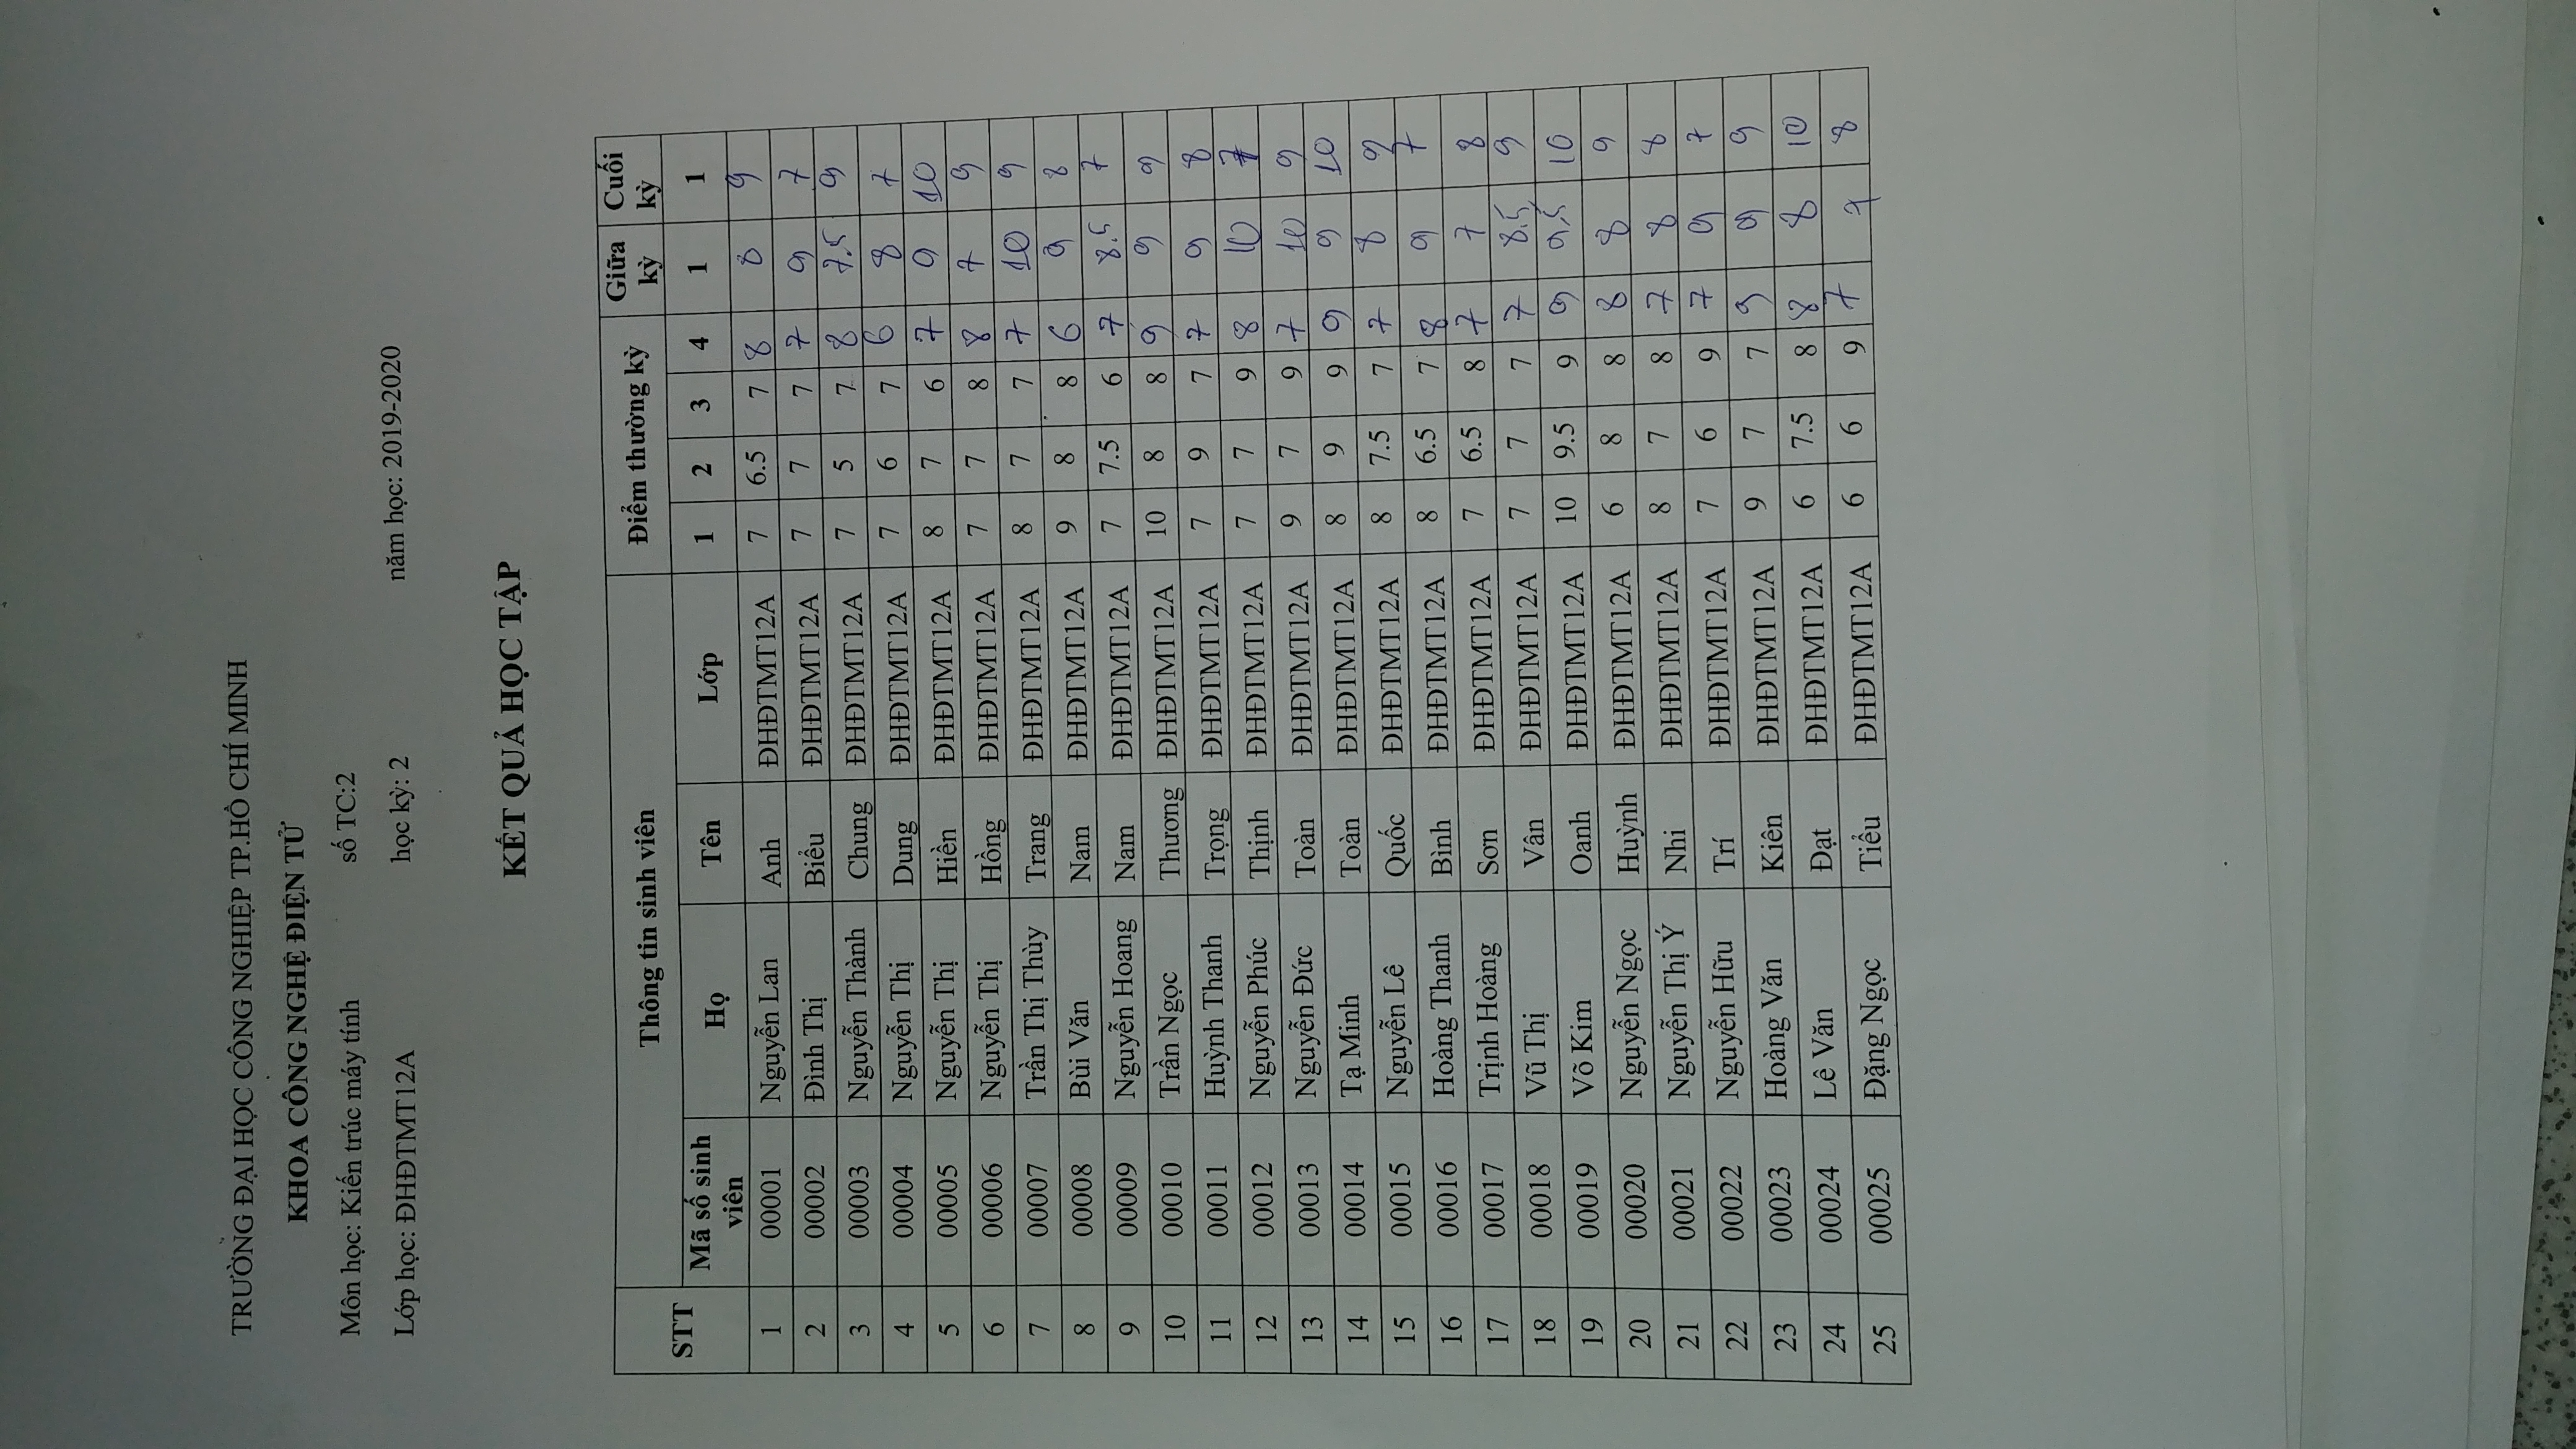 TRƯỜNG ĐẠI HỌC CÔNG NGHIỆP TP.HỒ CHÍ MINH
KHOA CÔNG NGHỆ ĐIỆN TỬ
Môn học: Kiến trúc máy tính số TC:2
Lớp học: ĐHĐTMT12A học kỳ: 2 năm học: 2019-2020
KẾT QUẢ HỌC TẬP
STT Thông tin sinh viên Điểm thường kỳ Giữa kỳ Cuối kỳ
Mã số sinh viên Họ Tên Lớp 1 2 3 4 1 1
1 00001 Nguyễn Lan Anh ĐHĐTMT12A 7 6.5 7 8 8 9
2 00002 Đình Thị Biểu ĐHĐTMT12A 7 7 7 7 9 7
3 00003 Nguyễn Thành Chung ĐHĐTMT12A 7 5 7 8 7.5 9
4 00004 Nguyễn Thị Dung ĐHĐTMT12A 7 6 7 6 8 7
5 00005 Nguyễn Thị Hiền ĐHĐTMT12A 8 7 6 7 9 10
6 00006 Nguyễn Thị Hồng ĐHĐTMT12A 7 7 8 8 7 9
7 00007 Trần Thị Thùy Trang ĐHĐTMT12A 8 7 7 7 10 9
8 00008 Bùi Văn Nam ĐHĐTMT12A 9 8 8 6 9 8
9 00009 Nguyễn Hoang Nam ĐHĐTMT12A 7 7.5 6 7 8.5 7
10 00010 Trần Ngọc Thương ĐHĐTMT12A 10 8 8 9 9 9
11 00011 Huỳnh Thanh Trọng ĐHĐTMT12A 7 9 7 7 9 8
12 00012 Nguyễn Phúc Thịnh ĐHĐTMT12A 7 7 9 8 10 7
13 00013 Nguyễn Đức Toàn ĐHĐTMT12A 9 7 9 7 10 9
14 00014 Tạ Minh Toàn ĐHĐTMT12A 8 9 9 9 9 10
15 00015 Nguyễn Lê Quốc ĐHĐTMT12A 8 7.5 7 7 8 9
16 00016 Hoàng Thanh Bình ĐHĐTMT12A 8 6.5 7 8 9 7
17 00017 Trịnh Hoàng Sơn ĐHĐTMT12A 7 6.5 8 7 7 8
18 00018 Vũ Thị Vân ĐHĐTMT12A 7 7 7 7 8.5 9
19 00019 Võ Kim Oanh ĐHĐTMT12A 10 9.5 9 9 9.5 10
20 00020 Nguyễn Ngọc Huỳnh ĐHĐTMT12A 6 8 8 8 8 9
21 00021 Nguyễn Thị Ý Nhi ĐHĐTMT12A 8 7 8 7 8 8
22 00022 Nguyễn Hữu Trí ĐHĐTMT12A 7 6 9 7 9 7
23 00023 Hoàng Văn Kiên ĐHĐTMT12A 9 7 7 9 9 9
24 00024 Lê Văn Đạt ĐHĐTMT12A 6 7.5 8 8 8 10
25 00025 Đặng Ngọc Tiểu ĐHĐTMT12A 6 6 9 7 7 8